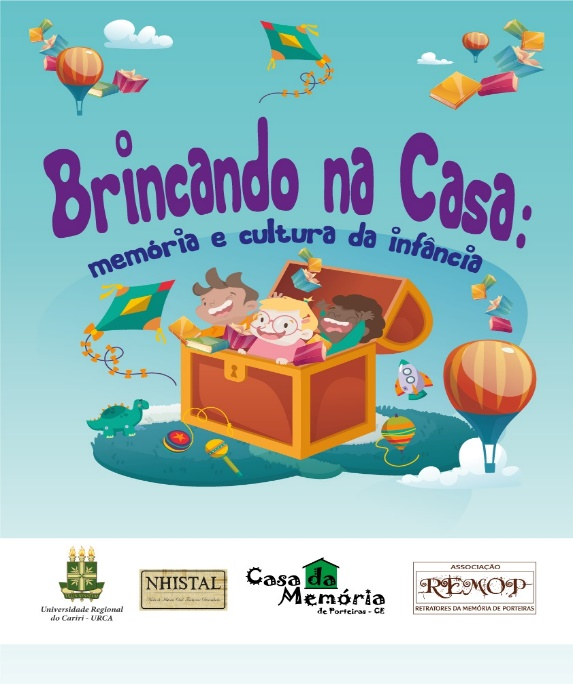 Brincando na Casa:
memória e cultura da infância
Universidade Regional
do Cariri - URCA
NHISTAL
Casa da
Memória
de Porteiras - CE
ASSOCIAÇÃO
REMOP
RETRATORES DA MEMÓRIA DE PORTEIRAS